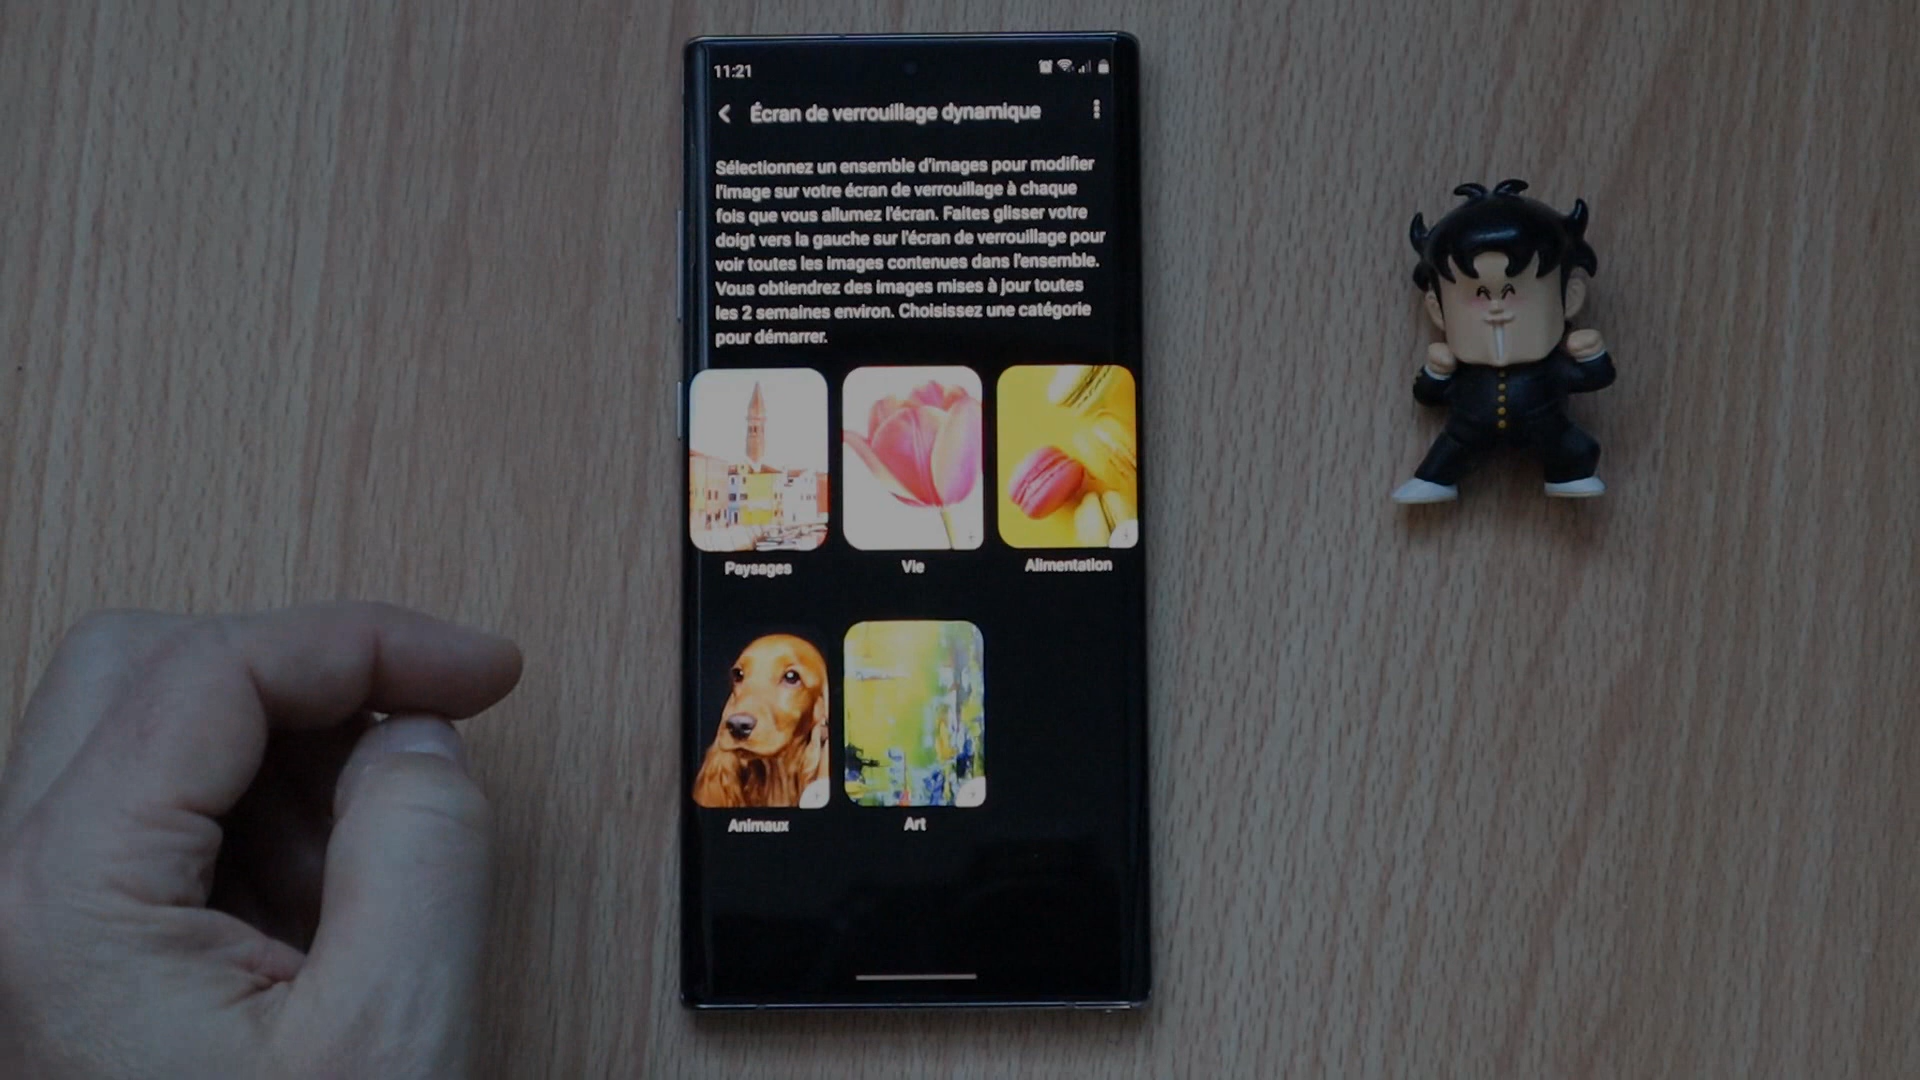 11:21
Écran de verrouillage dynamique
Sélectionnez un ensemble d'images pour modifier
l'image sur votre écran de verrouillage à chaque
fois que vous allumez l'écran. Faites glisser votre
doigt vers la gauche sur l'écran de verrouillage pour
voir toutes les images contenues dans l'ensemble.
Vous obtiendrez des images mises à jour toutes
les 2 semaines environ. Choisissez une catégorie
pour démarrer.
Paysages
Vie
Alimentation
Animaux
Art